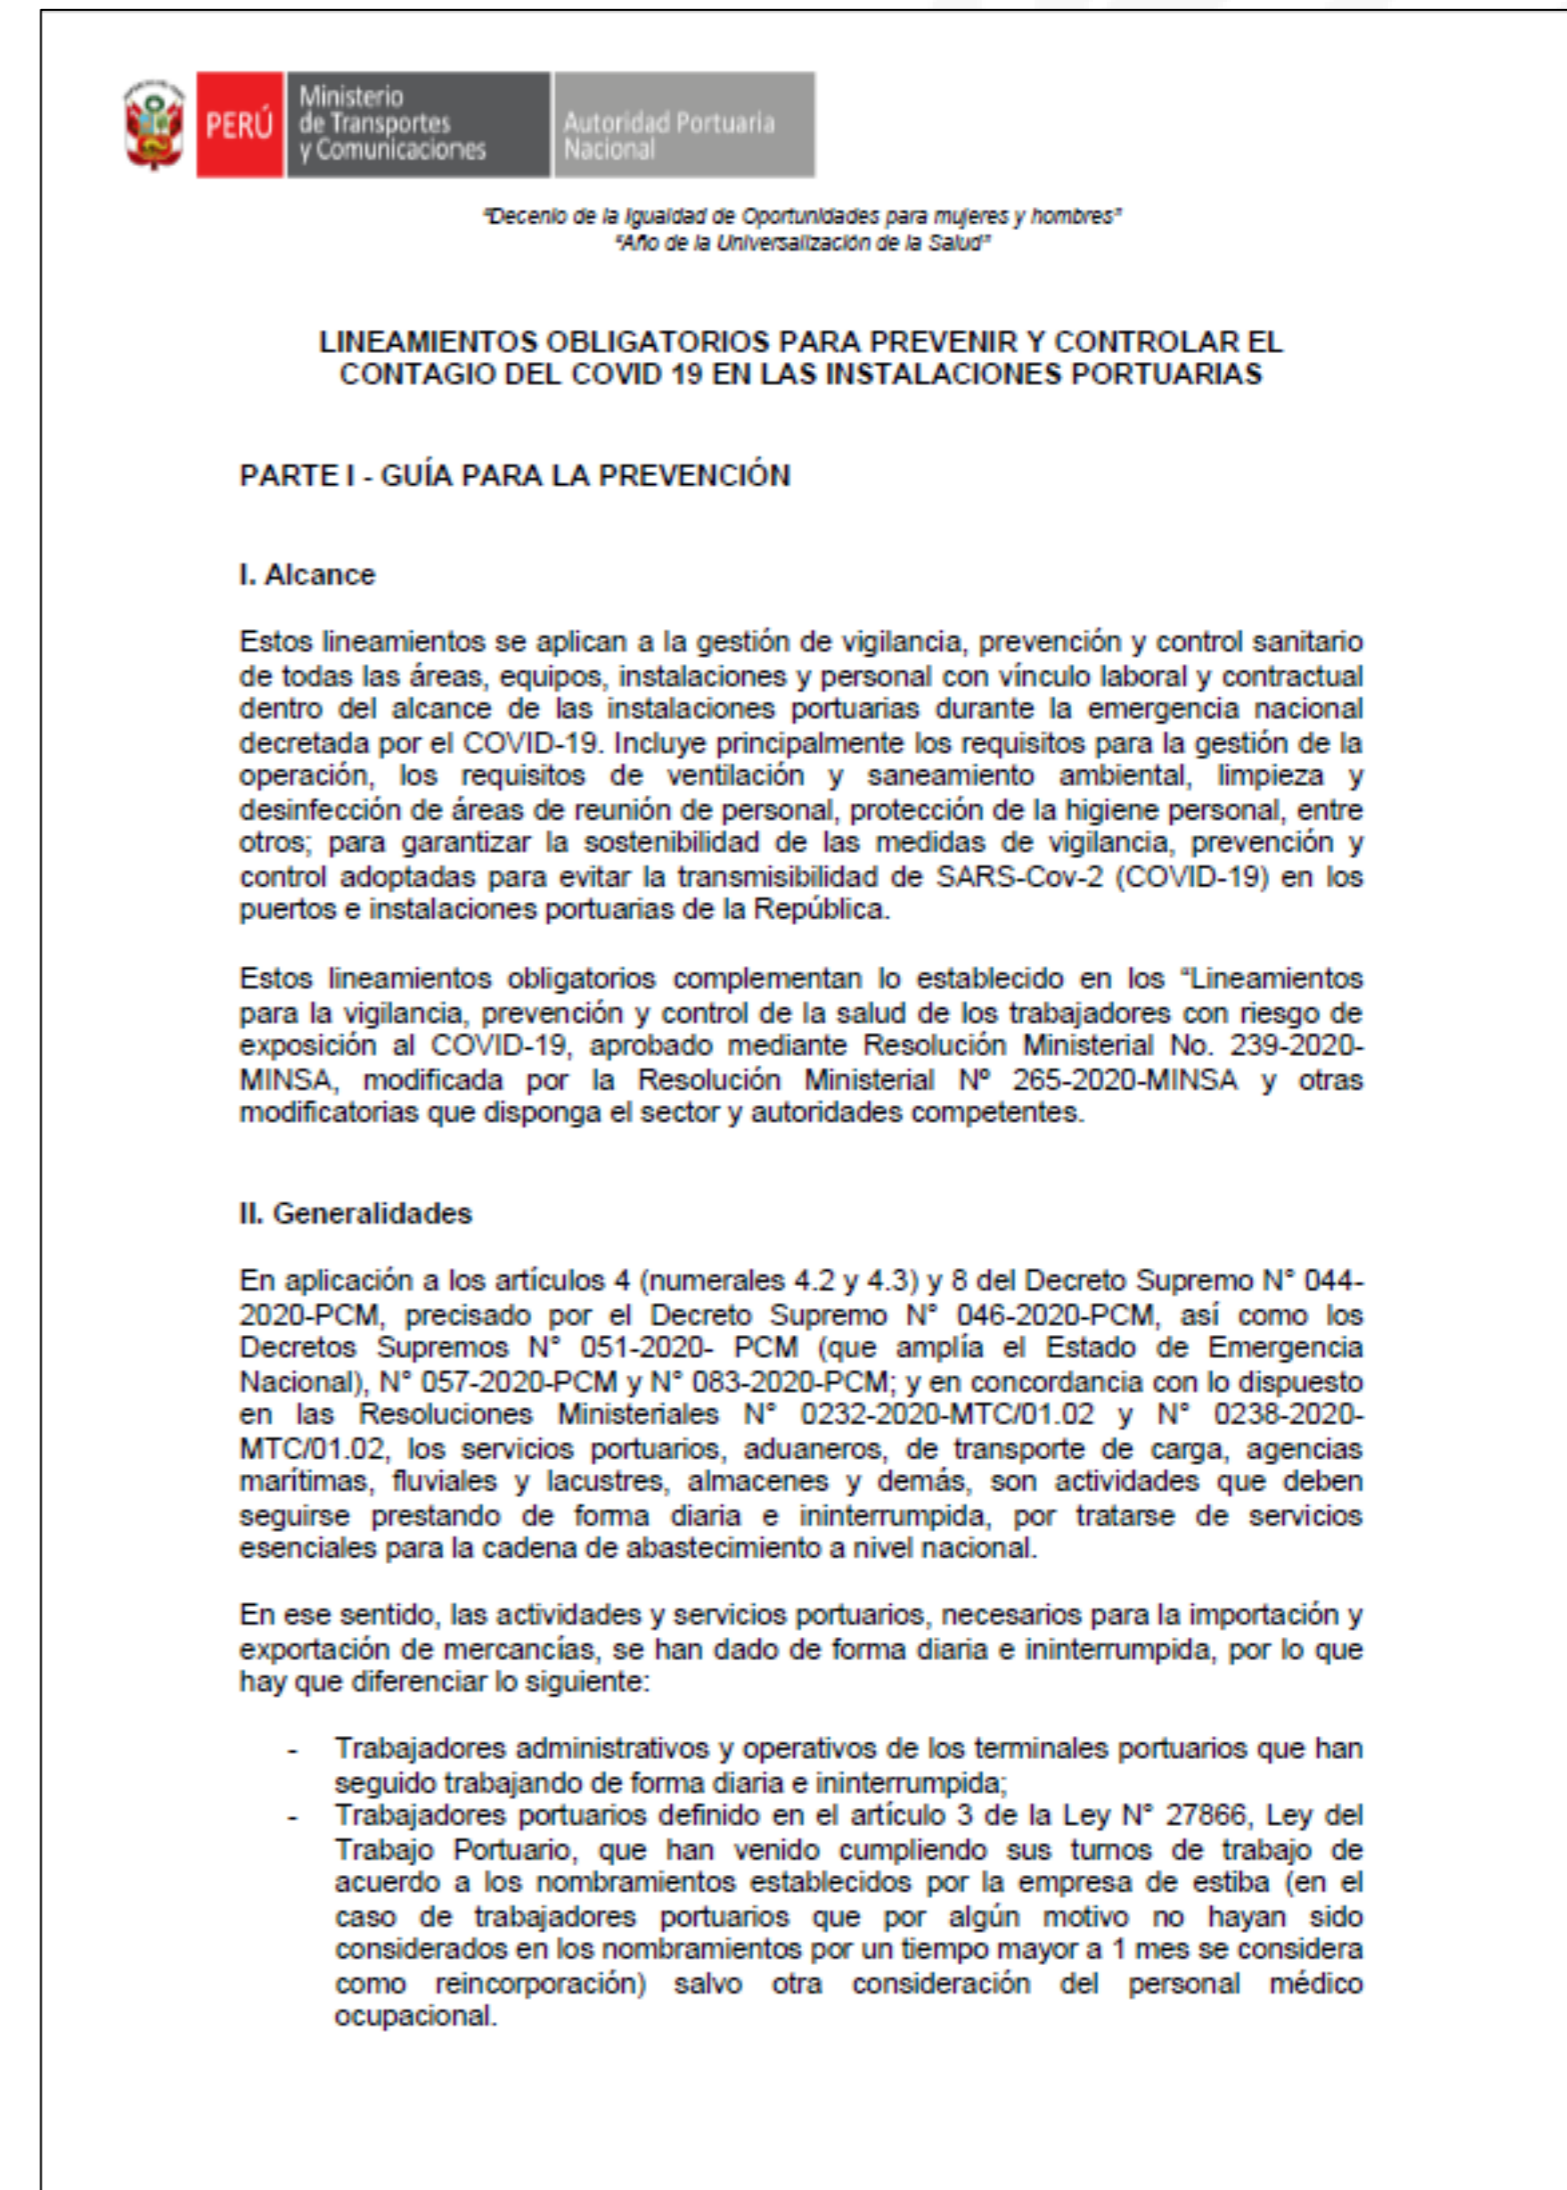 PERÚ
Ministerio
de Transportes
y Comunicaciones
Autoridad Portuaria
Nacional
"Decenio de la Igualdad de Oportunidades para mujeres y hombres"
"Año de la Universalización de la Salud"
LINEAMIENTOS OBLIGATORIOS PARA PREVENIR Y CONTROLAR EL
CONTAGIO DEL COVID 19 EN LAS INSTALACIONES PORTUARIAS
PARTE I - GUÍA PARA LA PREVENCIÓN
I. Alcance
Estos lineamientos se aplican a la gestión de vigilancia, prevención y control sanitario
de todas las áreas, equipos, instalaciones y personal con vínculo laboral y contractual
dentro del alcance de las instalaciones portuarias durante la emergencia nacional
decretada por el COVID-19. Incluye principalmente los requisitos para la gestión de la
operación, los requisitos de ventilación y saneamiento ambiental, limpieza y
desinfección de áreas de reunión de personal, protección de la higiene personal, entre
otros; para garantizar la sostenibilidad de las medidas de vigilancia, prevención y
control adoptadas para evitar la transmisibilidad de SARS-Cov-2 (COVID-19) en los
puertos e instalaciones portuarias de la República.
Estos lineamientos obligatorios complementan lo establecido en los “Lineamientos
para la vigilancia, prevención y control de la salud de los trabajadores con riesgo de
exposición al COVID-19, aprobado mediante Resolución Ministerial No. 239-2020-
MINSA, modificada por la Resolución Ministerial Nº 265-2020-MINSA y otras
modificatorias que disponga el sector y autoridades competentes.
II. Generalidades
En aplicación a los artículos 4 (numerales 4.2 y 4.3) y 8 del Decreto Supremo N° 044-
2020-PCM, precisado por el Decreto Supremo N° 046-2020-PCM, así como los
Decretos Supremos N° 051-2020- PCM (que amplía el Estado de Emergencia
Nacional), N° 057-2020-PCM y N° 083-2020-PCM; y en concordancia con lo dispuesto
en las Resoluciones Ministeriales N° 0232-2020-MTC/01.02 y N° 0238-2020-
MTC/01.02, los servicios portuarios, aduaneros, de transporte de carga, agencias
marítimas, fluviales y lacustres, almacenes y demás, son actividades que deben
seguirse prestando de forma diaria e ininterrumpida, por tratarse de servicios
esenciales para la cadena de abastecimiento a nivel nacional.
En ese sentido, las actividades y servicios portuarios, necesarios para la importación y
exportación de mercancías, se han dado de forma diaria e ininterrumpida, por lo que
hay que diferenciar lo siguiente:
- Trabajadores administrativos y operativos de los terminales portuarios que han
seguido trabajando de forma diaria e ininterrumpida;
- Trabajadores portuarios definido en el artículo 3 de la Ley N° 27866, Ley del
Trabajo Portuario, que han venido cumpliendo sus turnos de trabajo de
acuerdo a los nombramientos establecidos por la empresa de estiba (en el
caso de trabajadores portuarios que por algún motivo no hayan sido
considerados en los nombramientos por un tiempo mayor a 1 mes se considera
como reincorporación) salvo otra consideración del personal médico
ocupacional.